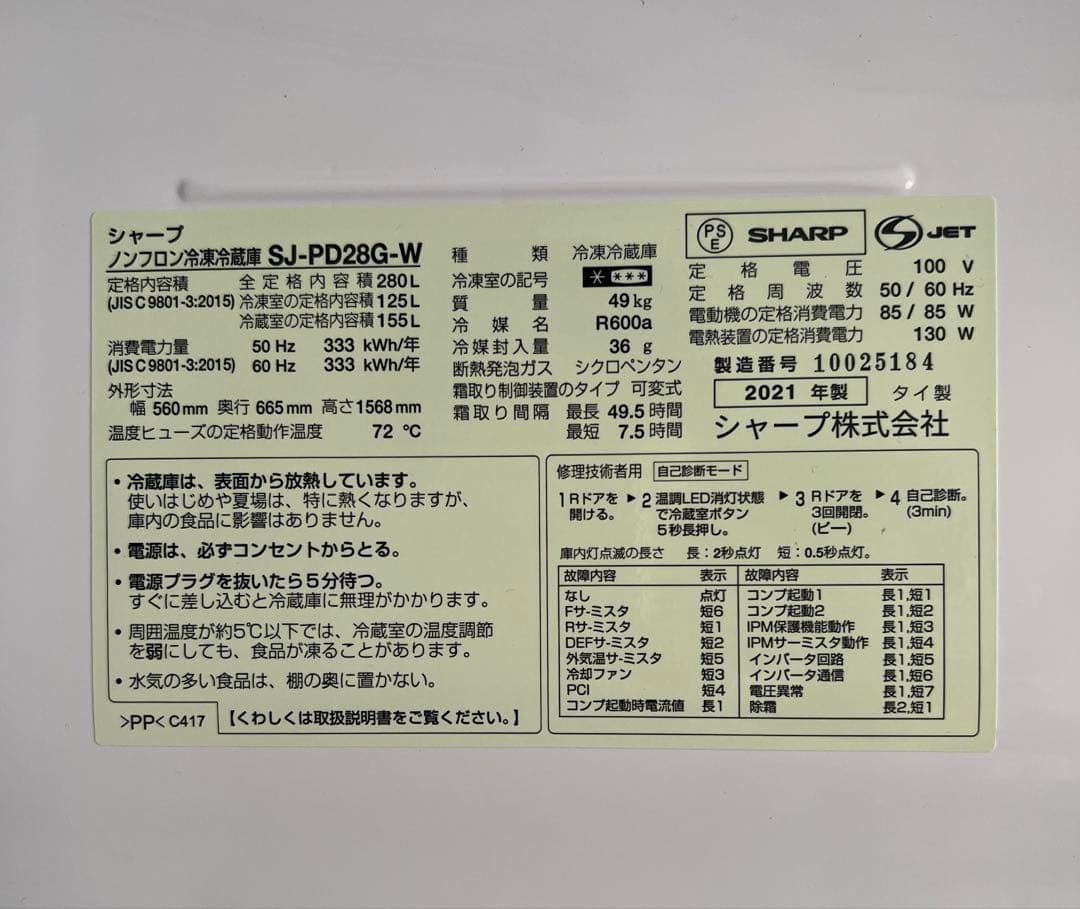 シャープ
ノンフロン冷凍冷蔵庫 SJ-PD28G-W
定格内容積 全定格内容積 280L
(JIS C 9801-3:2015) 冷凍室の定格内容積 125L
冷蔵室の定格内容積 155L
消費電力量 50 Hz 333 kWh/年
(JIS C 9801-3:2015) 60 Hz 333 kWh/年
外形寸法
幅 560mm 奥行 665mm 高さ 1568mm
温度ヒューズの定格動作温度 72 ℃
種類 冷凍冷蔵庫
冷凍室の記号 * ***
質量 49kg
冷媒名 R600a
冷媒封入量 36 g
断熱発泡ガス シクロペンタン
霜取り制御装置のタイプ 可変式
霜取り間隔 最長 49.5 時間
最短 7.5 時間
PSE SHARP JET
定格電圧 100 V
定格周波数 50 / 60 Hz
電動機の定格消費電力 85 / 85 W
電熱装置の定格消費電力 130 W
製造番号 10025184
2021 年製 タイ製
シャープ株式会社
・冷蔵庫は、表面から放熱しています。
使いはじめや夏場は、特に熱くなりますが、
庫内の食品に影響はありません。
・電源は、必ずコンセントからとる。
・電源プラグを抜いたら5分待つ。
すぐに差し込むと冷蔵庫に無理がかかります。
・周囲温度が約5℃以下では、冷蔵室の温度調節
を弱にしても、食品が凍ることがあります。
・水気の多い食品は、棚の奥に置かない。
>PP< C417 【くわしくは取扱説明書をご覧ください。】
修理技術者用 自己診断モード
1 Rドアを開ける。 ▶ 2 温調LED消灯状態で冷蔵室ボタン5秒長押し。 ▶ 3 Rドアを3回開閉。(ピー) ▶ 4 自己診断。(3min)
庫内灯点滅の長さ 長:2秒点灯 短:0.5秒点灯。
故障内容 表示 故障内容 表示
なし 点灯 コンプ起動1 長1,短1
Fサ-ミスタ 短6 コンプ起動2 長1,短2
Rサ-ミスタ 短1 IPM保護機能動作 長1,短3
DEFサ-ミスタ 短2 IPMサーミスタ動作 長1,短4
外気温サ-ミスタ 短5 インバータ回路 長1,短5
冷却ファン 短3 インバータ通信 長1,短6
PCI 短4 電圧異常 長1,短7
コンプ起動時電流値 長1 除霜 長2,短1